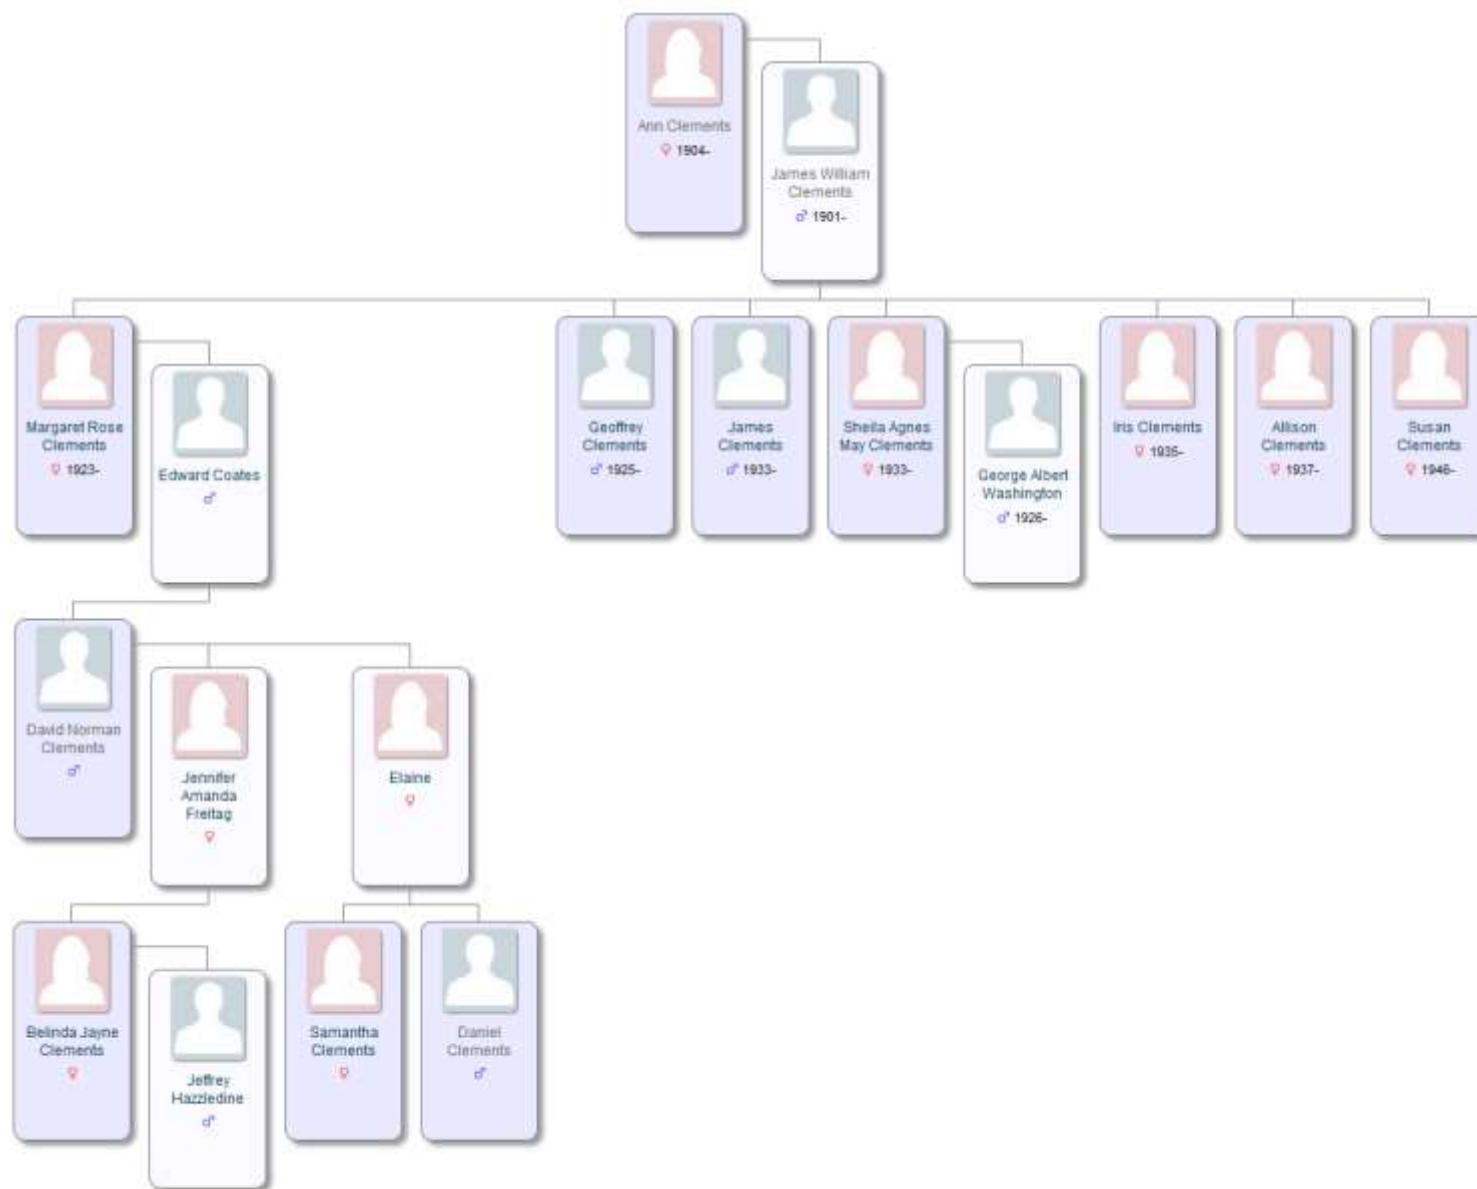 Ann Clements
♀ 1904-
James William
Clements
♂ 1901-
Margaret Rose
Clements
♀ 1923-
Edward Coates
♂
Geoffrey
Clements
♂ 1925-
James
Clements
♂ 1933-
Sheila Agnes
May Clements
♀ 1933-
George Albert
Washington
♂ 1926-
Iris Clements
♀ 1935-
Allison
Clements
♀ 1937-
Susan
Clements
♀ 1946-
David Norman
Clements
♂
Jennifer
Amanda
Freitag
♀
Elaine
♀
Belinda Jayne
Clements
♀
Jeffrey
Hazzledine
♂
Samantha
Clements
♀
Daniel
Clements
♂